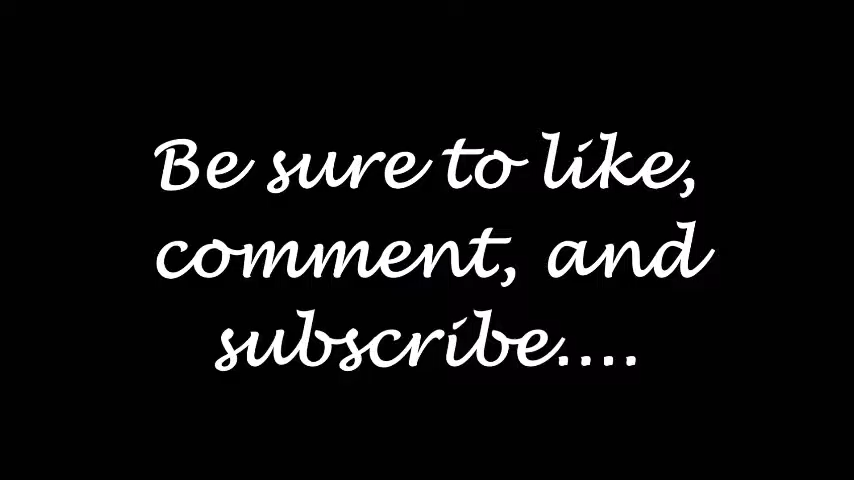 Be sure to like,
comment, and
subscribe....